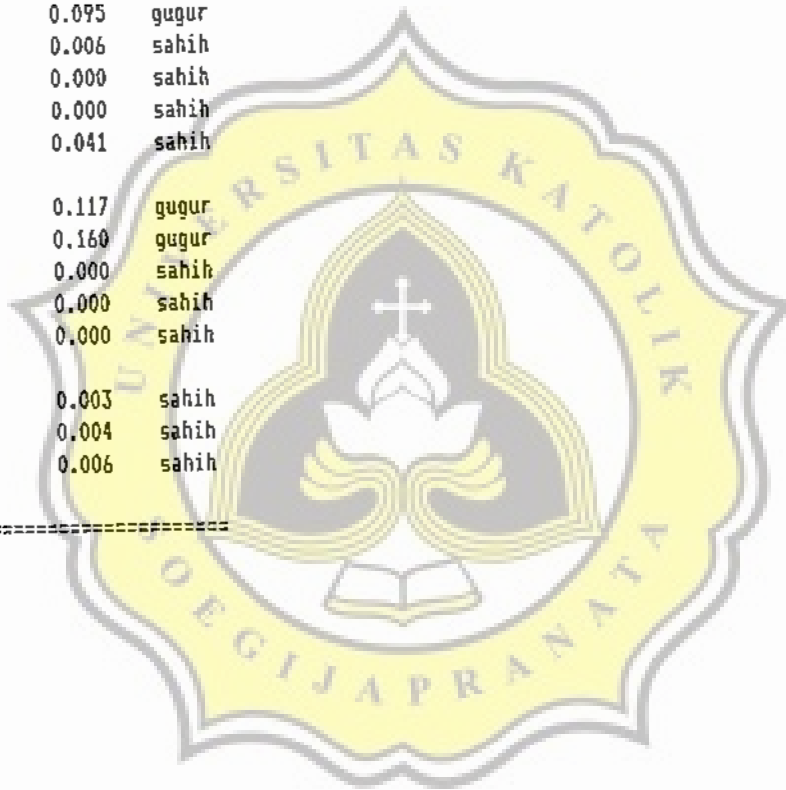 0.095 gugur
0.006 sahih
0.000 sahih
0.000 sahih
0.041 sahih
0.117 gugur
0.160 gugur
0.000 sahih
0.000 sahih
0.000 sahih
0.003 sahih
0.004 sahih
0.006 sahih
=====================
UNIVERSITAS KATOLIK
SOEGIJAPRANATA